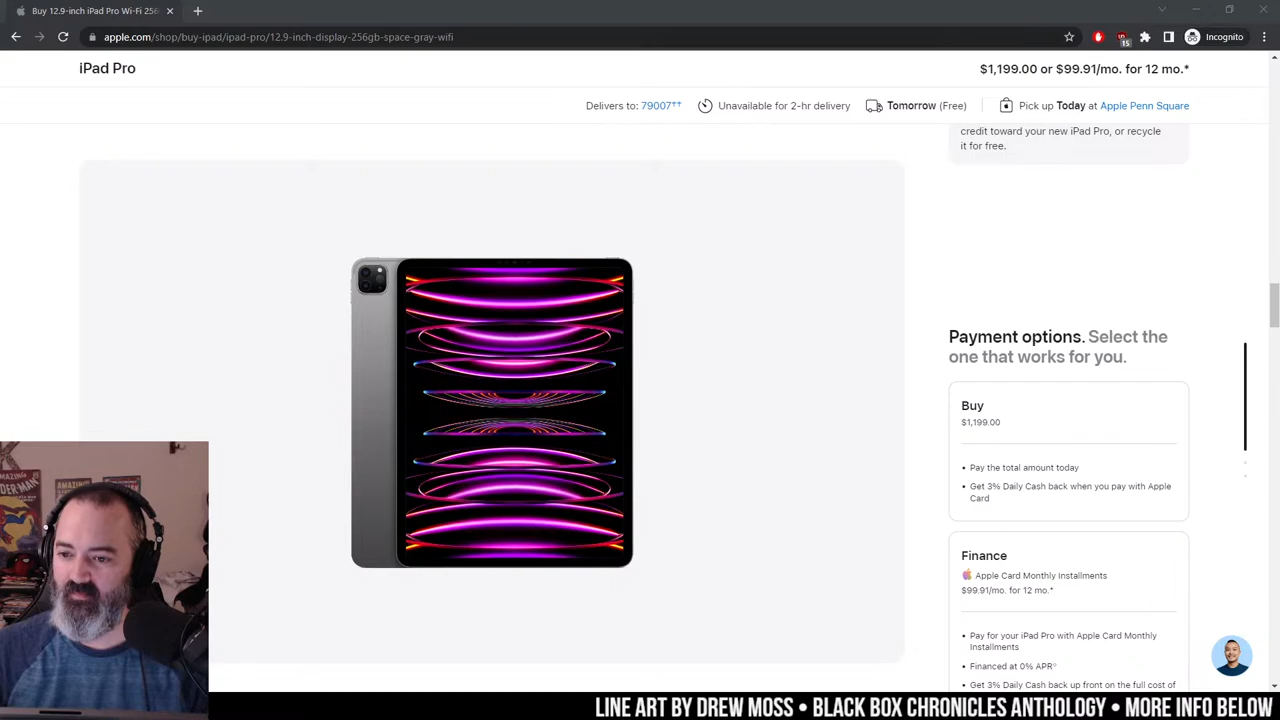 Buy 12.9-inch iPad Pro Wi-Fi 256
apple.com/shop/buy-ipad/ipad-pro/12.9-inch-display-256gb-space-gray-wifi
15
Incognito
iPad Pro
$1,199.00 or $99.91/mo. for 12 mo.*
Delivers to: 79007††
Unavailable for 2-hr delivery
Tomorrow (Free)
Pick up Today at Apple Penn Square
credit toward your new iPad Pro, or recycle
it for free.
Payment options. Select the
one that works for you.
Buy
$1,199.00
• Pay the total amount today
• Get 3% Daily Cash back when you pay with Apple
Card
Finance
Apple Card Monthly Installments
$99.91/mo. for 12 mo.*
• Pay for your iPad Pro with Apple Card Monthly
Installments
• Financed at 0% APR◊
• Get 3% Daily Cash back up front on the full cost of
AMAZING
SPIDER-MAN
AMAZING
LINE ART BY DREW MOSS • BLACK BOX CHRONICLES ANTHOLOGY • MORE INFO BELOW